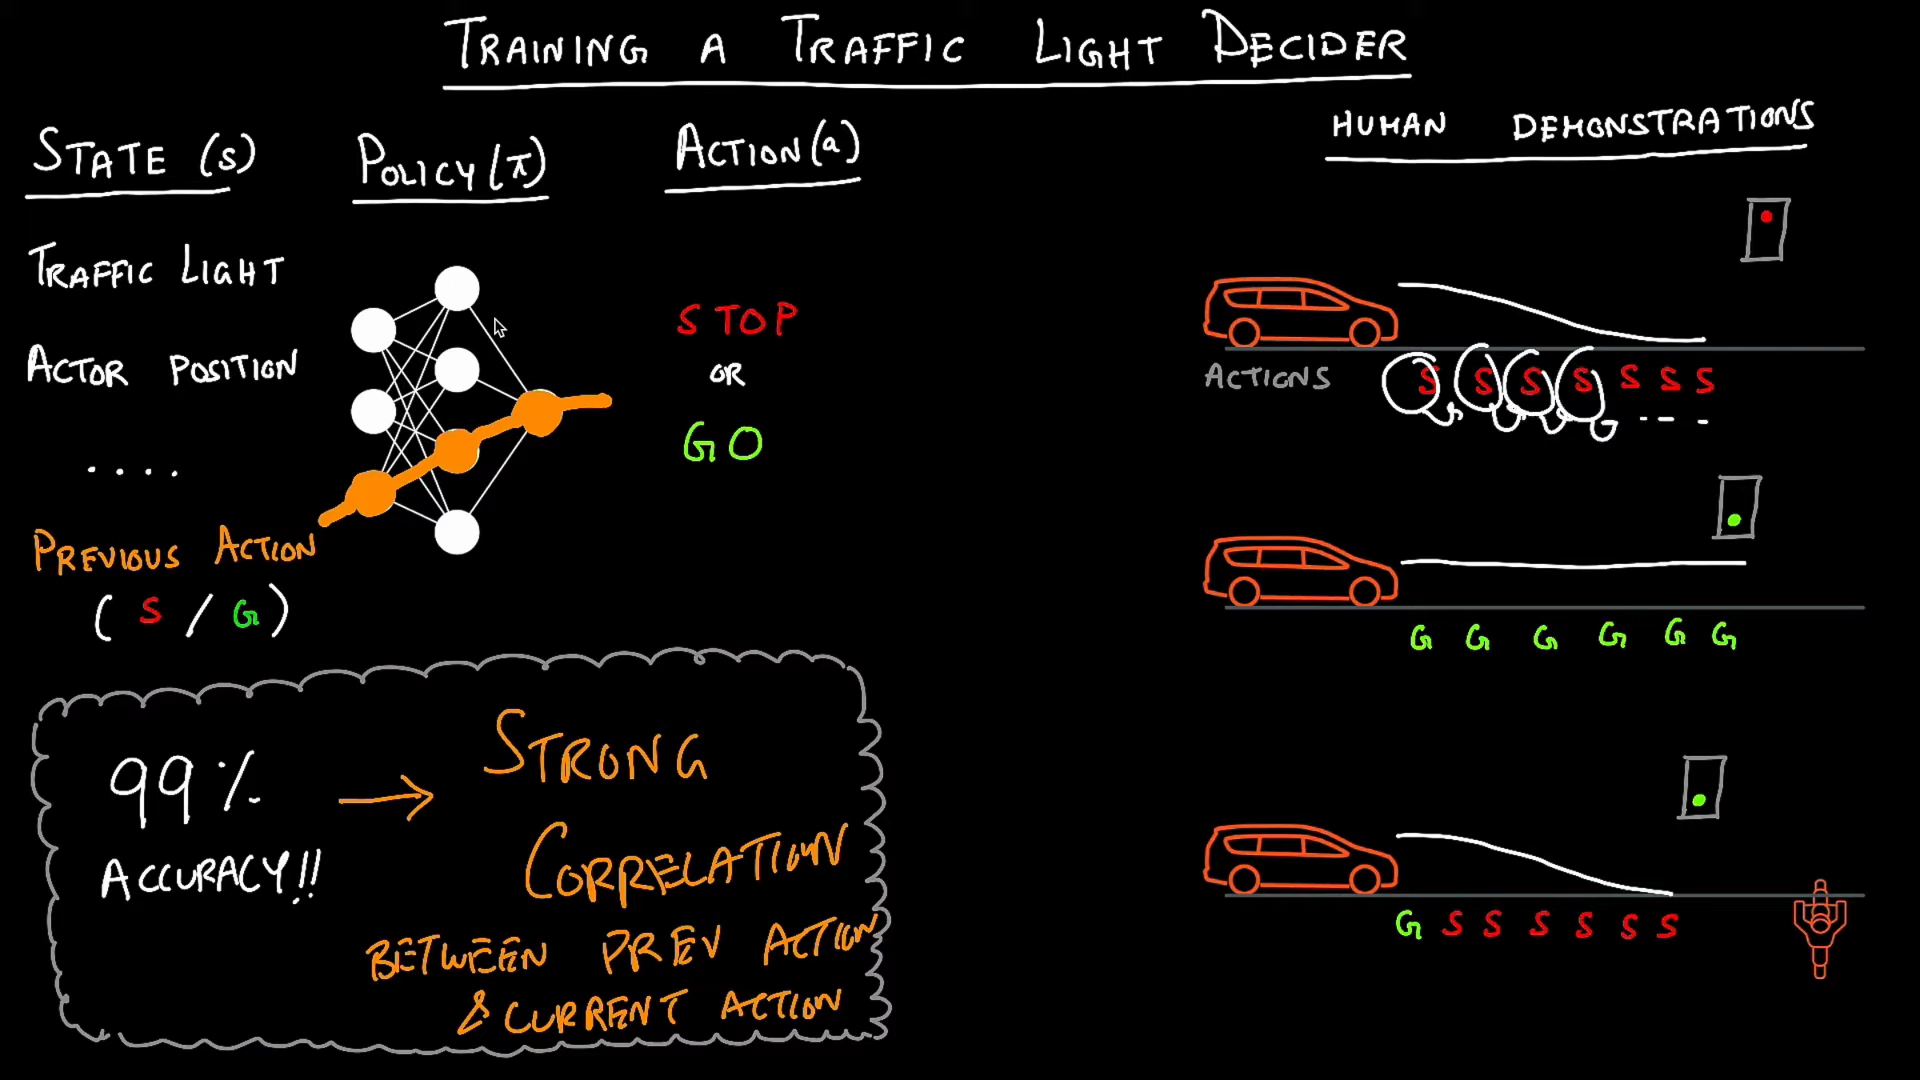 TRAINING A TRAFFIC LIGHT DECIDER
STATE (s)
POLICY (π)
ACTION (a)
TRAFFIC LIGHT
ACTOR POSITION
....
PREVIOUS ACTION
( S / G )
STOP
OR
GO
99%
ACCURACY!!
STRONG
CORRELATION
BETWEEN PREV ACTION
& CURRENT ACTION
HUMAN DEMONSTRATIONS
ACTIONS S S S S S S S
G G G G G G
G S S S S S S